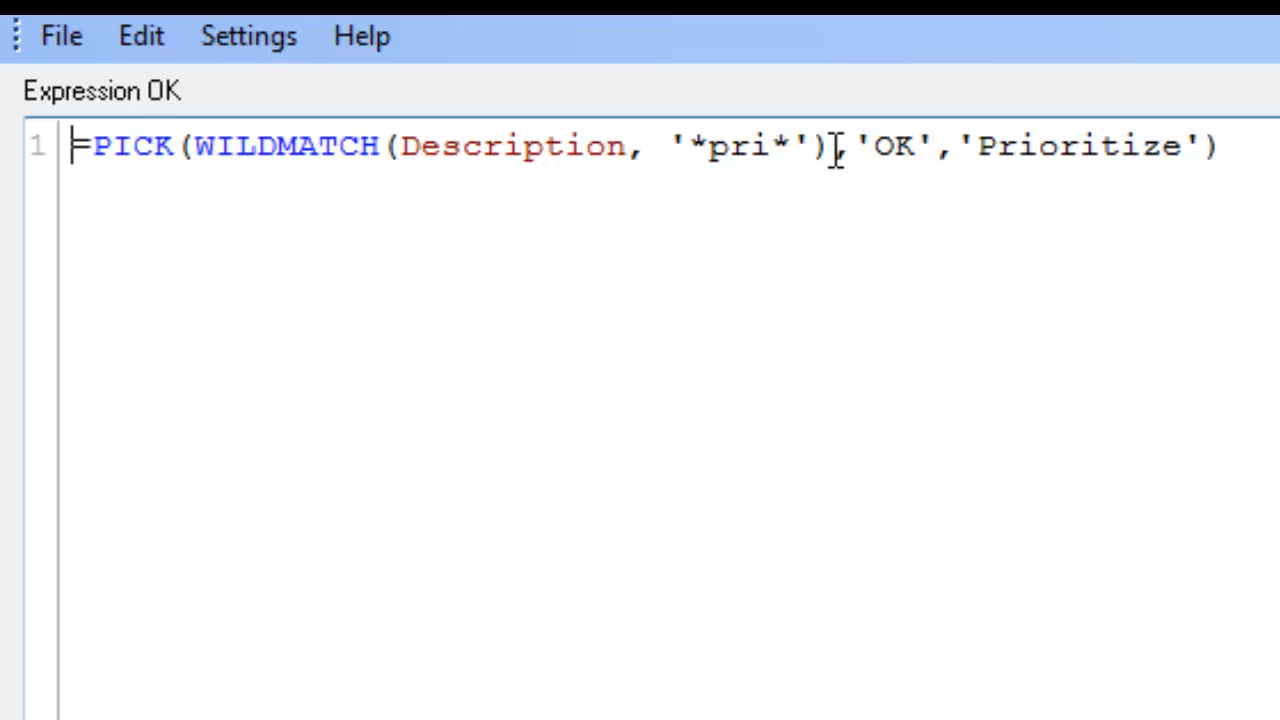 File Edit Settings Help
Expression OK
1 =PICK(WILDMATCH(Description, '*pri*'),'OK','Prioritize')